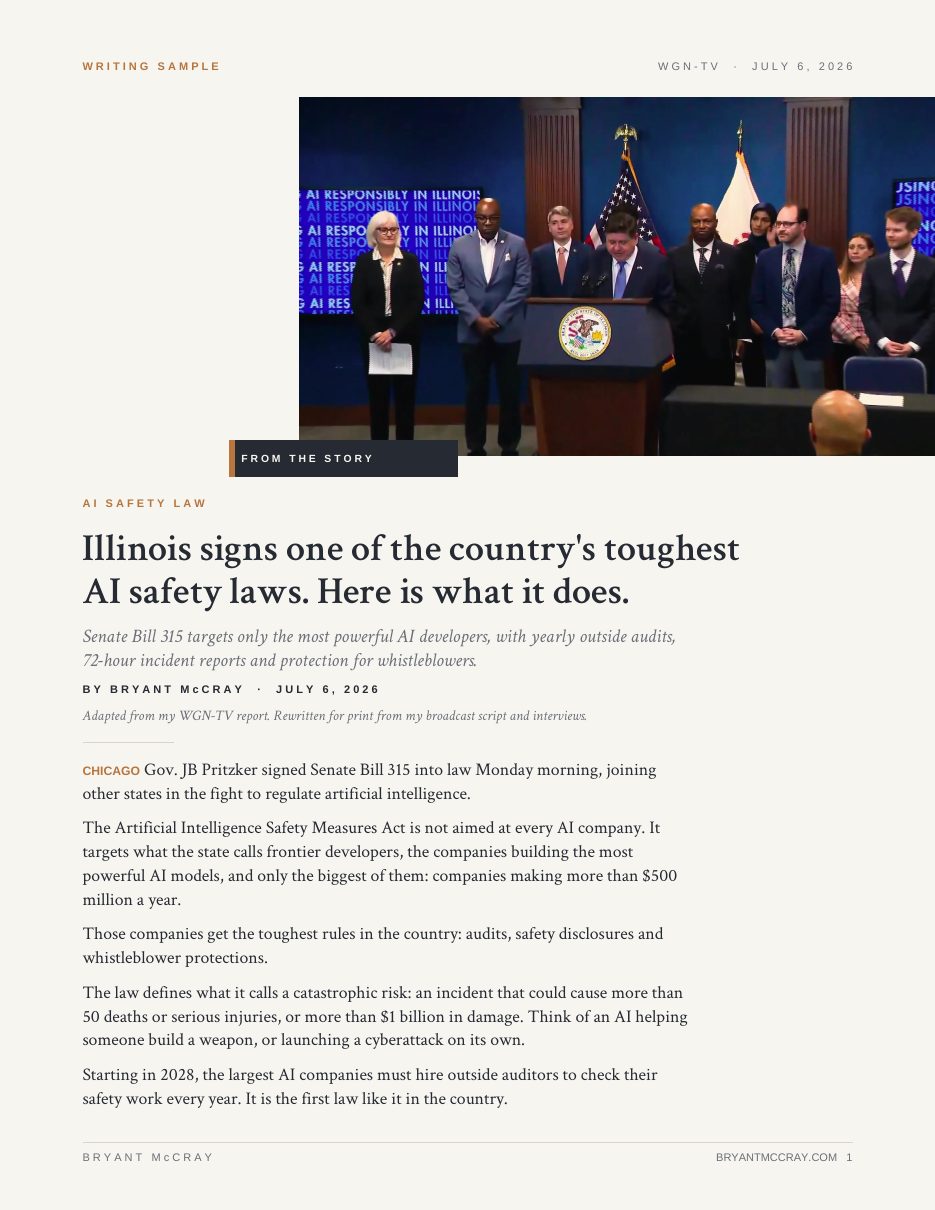 WRITING SAMPLE
WGN-TV · JULY 6, 2026
AI RESPONSIBLY IN ILLINOI
G AI RESPONSIBLY IN ILLINOI
AI RESPONSIBLY IN ILLINOI
JSING
JSING
FROM THE STORY
AI SAFETY LAW
Illinois signs one of the country's toughest
AI safety laws. Here is what it does.
Senate Bill 315 targets only the most powerful AI developers, with yearly outside audits,
72-hour incident reports and protection for whistleblowers.
BY BRYANT McCRAY · JULY 6, 2026
Adapted from my WGN-TV report. Rewritten for print from my broadcast script and interviews.
CHICAGO Gov. JB Pritzker signed Senate Bill 315 into law Monday morning, joining
other states in the fight to regulate artificial intelligence.
The Artificial Intelligence Safety Measures Act is not aimed at every AI company. It
targets what the state calls frontier developers, the companies building the most
powerful AI models, and only the biggest of them: companies making more than $500
million a year.
Those companies get the toughest rules in the country: audits, safety disclosures and
whistleblower protections.
The law defines what it calls a catastrophic risk: an incident that could cause more than
50 deaths or serious injuries, or more than $1 billion in damage. Think of an AI helping
someone build a weapon, or launching a cyberattack on its own.
Starting in 2028, the largest AI companies must hire outside auditors to check their
safety work every year. It is the first law like it in the country.
BRYANT McCRAY
BRYANTMCCRAY.COM 1